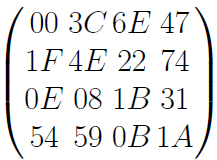 00 3C 6E 47
1F 4E 22 74
0E 08 1B 31
54 59 0B 1A